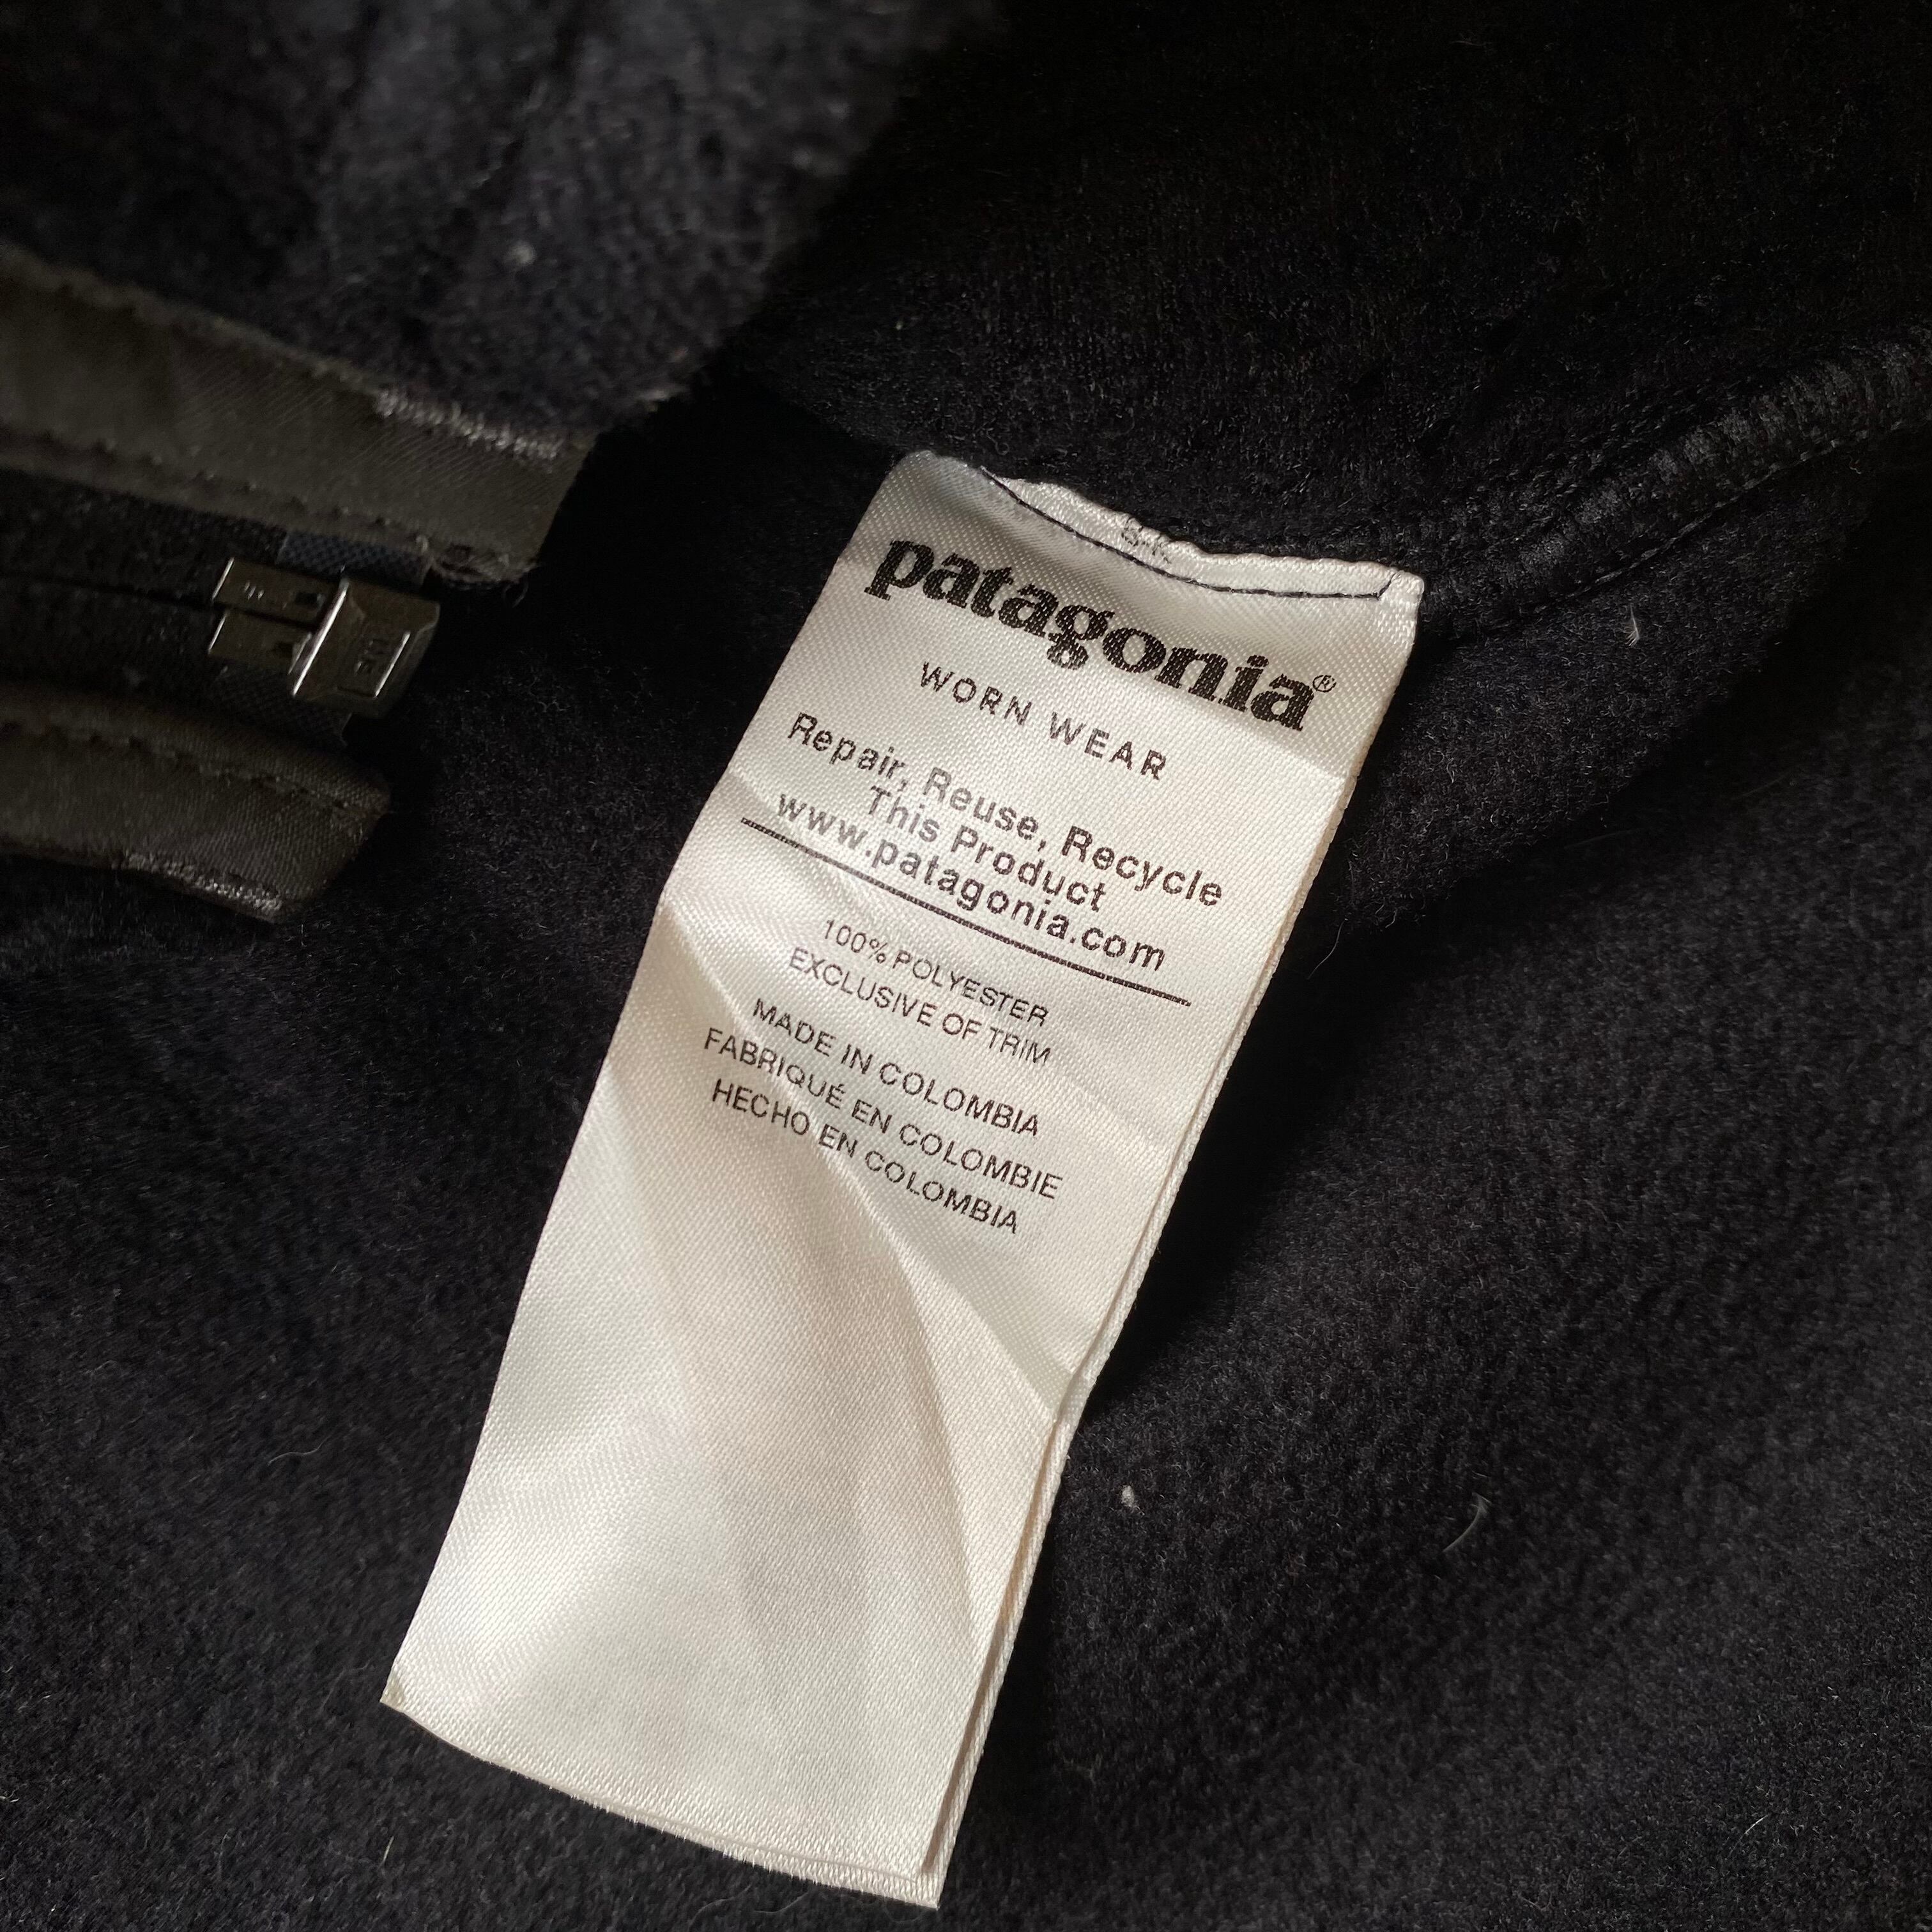 patagonia®
WORN WEAR
Repair, Reuse, Recycle
This Product
www.patagonia.com
100% POLYESTER
EXCLUSIVE OF TRIM
MADE IN COLOMBIA
FABRIQUÉ EN COLOMBIE
HECHO EN COLOMBIA